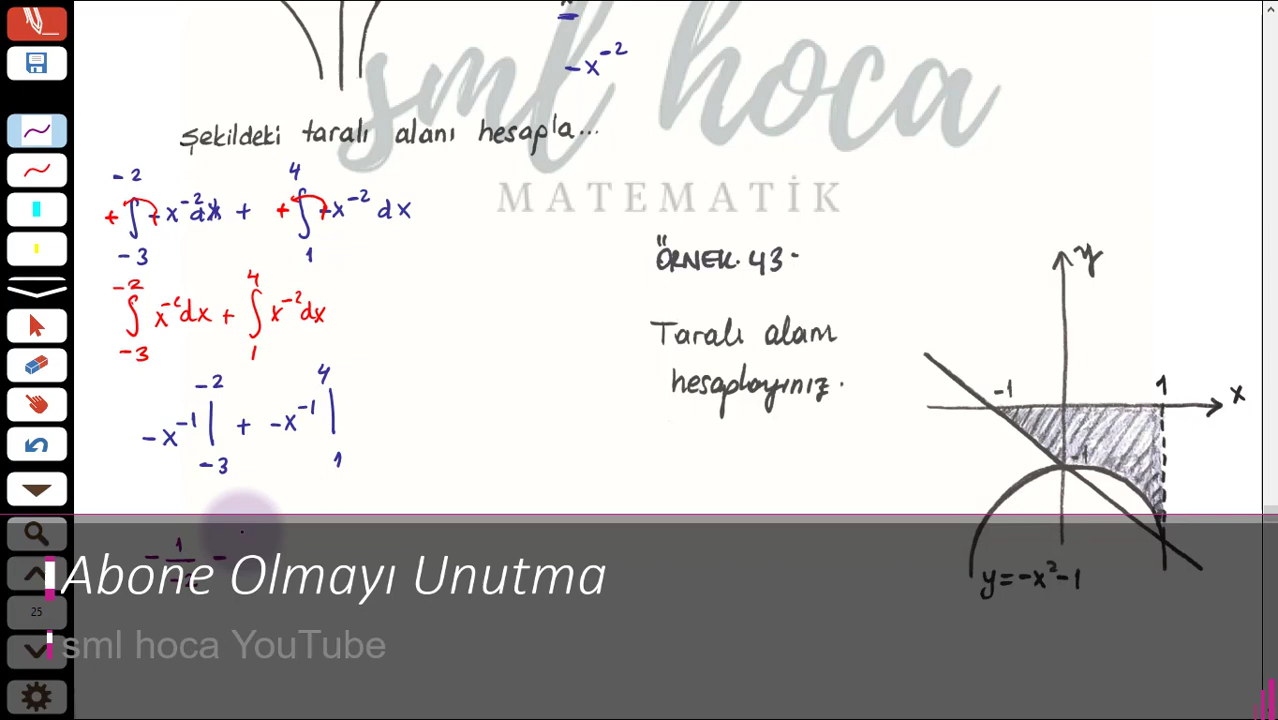 -x⁻²
sml hoca
MATEMATİK
Şekildeki taralı alanı hesapla...
-2 4
+∫ -x⁻² dx + +∫ -x⁻² dx
-3 1
-2 4
∫ x⁻² dx + ∫ x⁻² dx
-3 1
-2 4
-x⁻¹ | + -x⁻¹ |
-3 1
ÖRNEK 43-
Taralı alanı
hesaplayınız.
y
-1 1 x
-1
y=-x²-1
Abone Olmayı Unutma
sml hoca YouTube
25